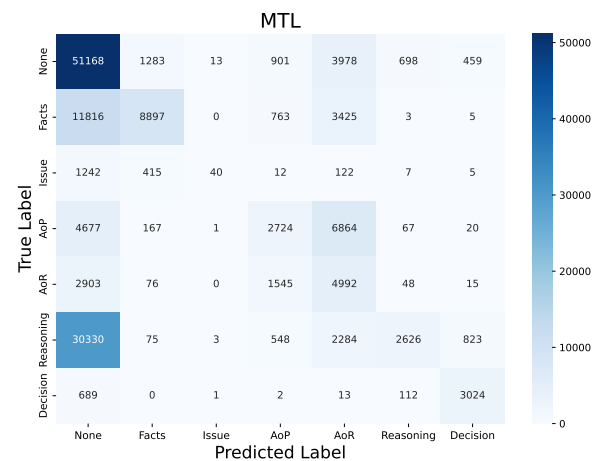 MTL
None 51168 1283 13 901 3978 698 459
Facts 11816 8897 0 763 3425 3 5
Issue 1242 415 40 12 122 7 5
AoP 4677 167 1 2724 6864 67 20
AoR 2903 76 0 1545 4992 48 15
Reasoning 30330 75 3 548 2284 2626 823
Decision 689 0 1 2 13 112 3024
None Facts Issue AoP AoR Reasoning Decision
Predicted Label
True Label
50000
40000
30000
20000
10000
0